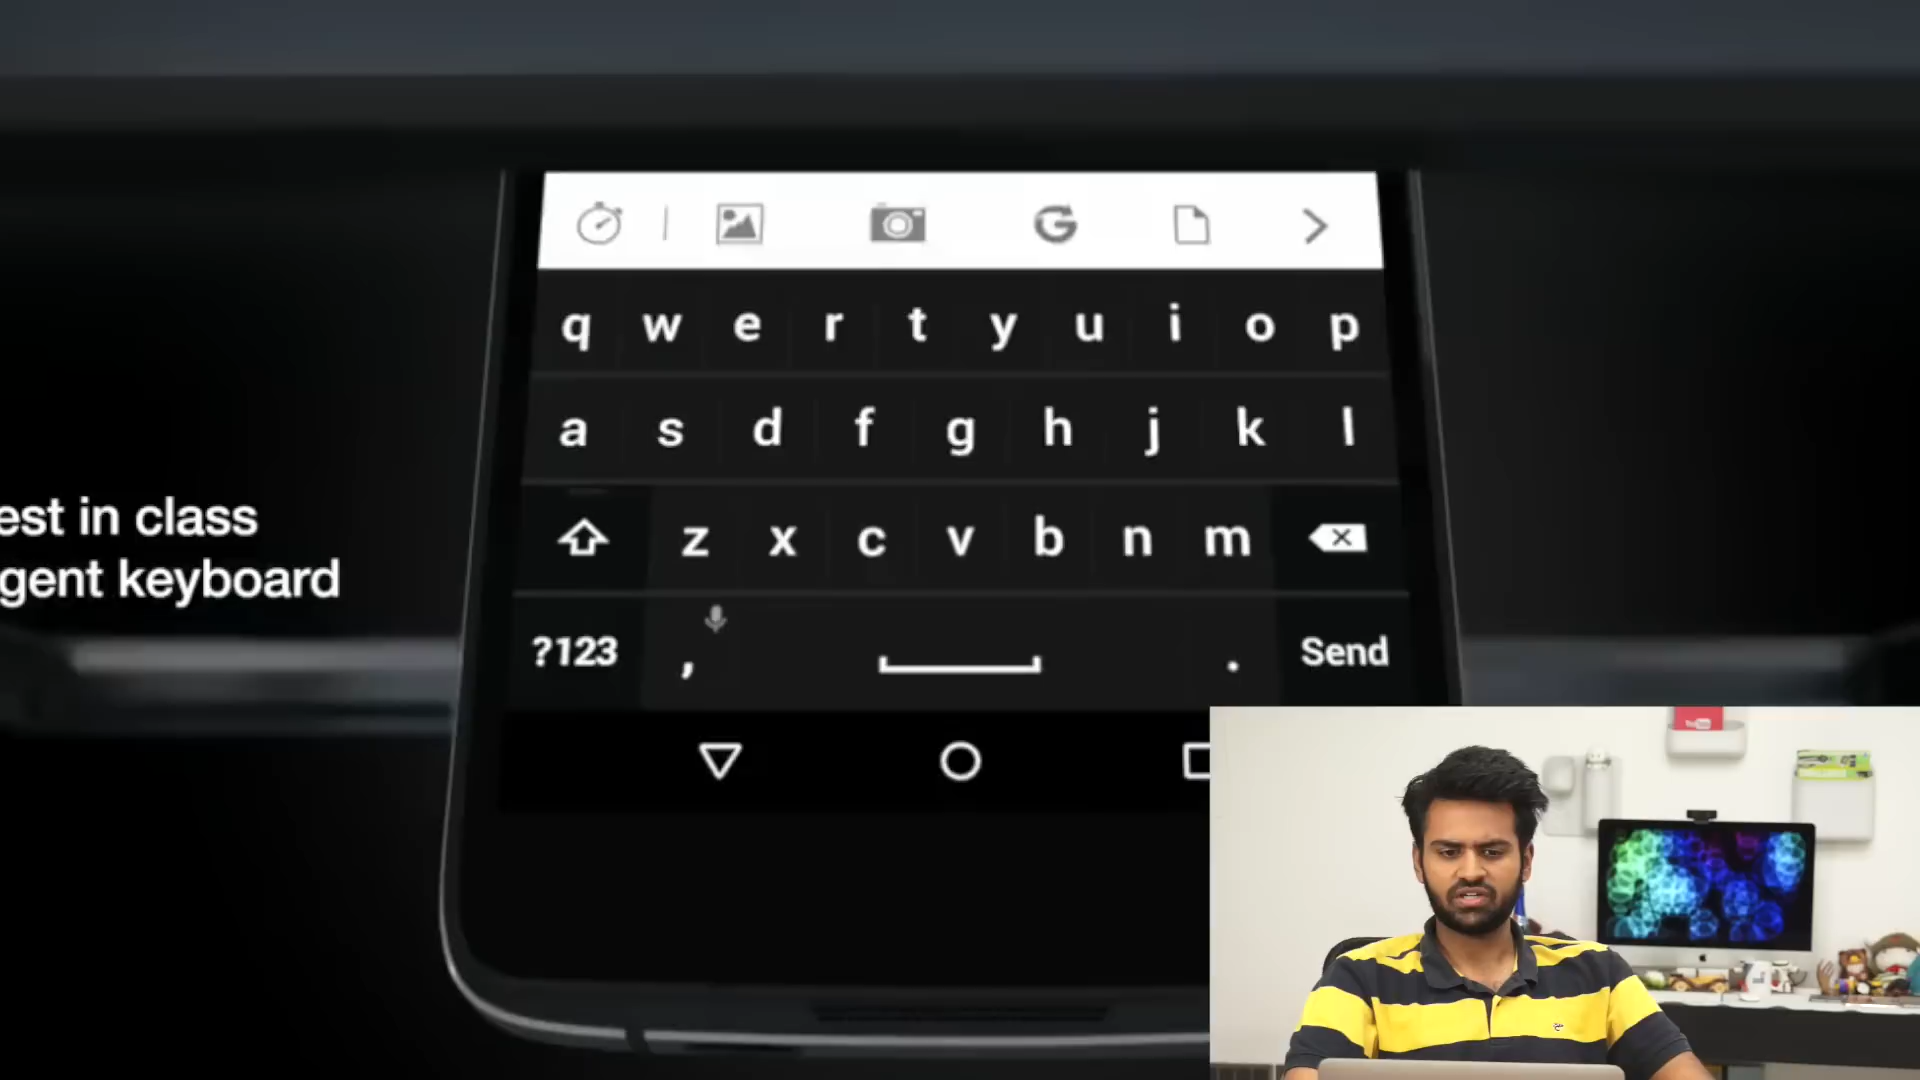 est in class
gent keyboard
q w e r t y u i o p
a s d f g h j k l
z x c v b n m
?123 , . Send